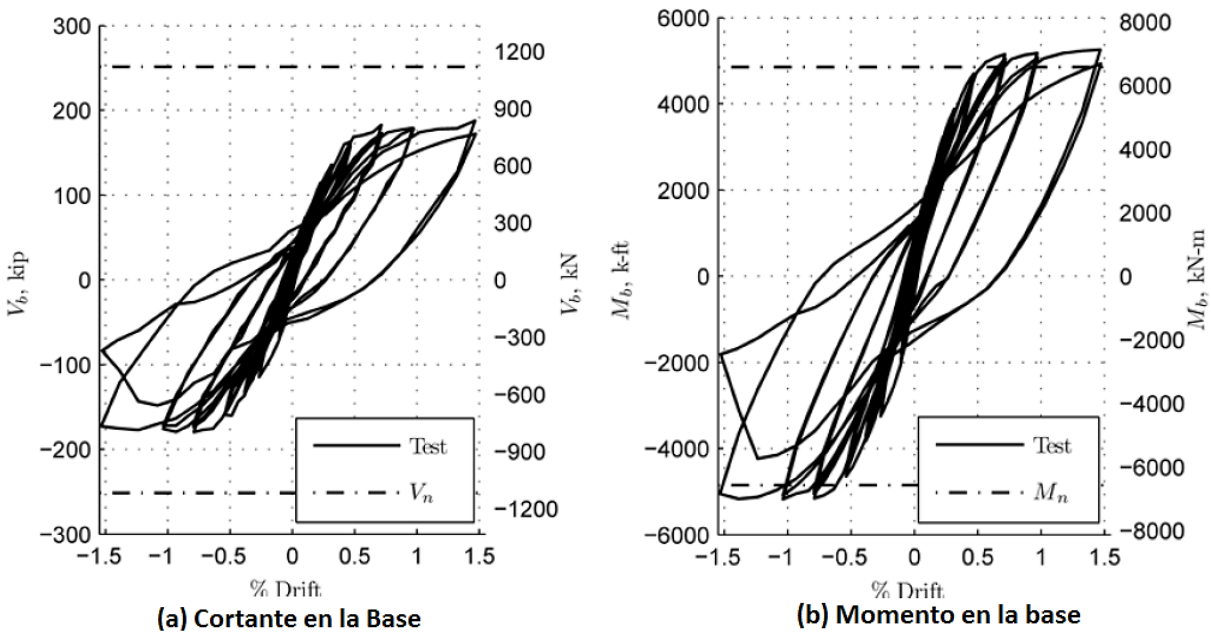 300
200
100
0
−100
−200
−300
V_b, kip
1200
900
600
300
0
−300
−600
−900
−1200
V_b, kN
Test
V_n
−1.5 −1 −0.5 0 0.5 1 1.5
% Drift
(a) Cortante en la Base
6000
4000
2000
0
−2000
−4000
−6000
M_b, k-ft
8000
6000
4000
2000
0
−2000
−4000
−6000
−8000
M_b, kN-m
Test
M_n
−1.5 −1 −0.5 0 0.5 1 1.5
% Drift
(b) Momento en la base